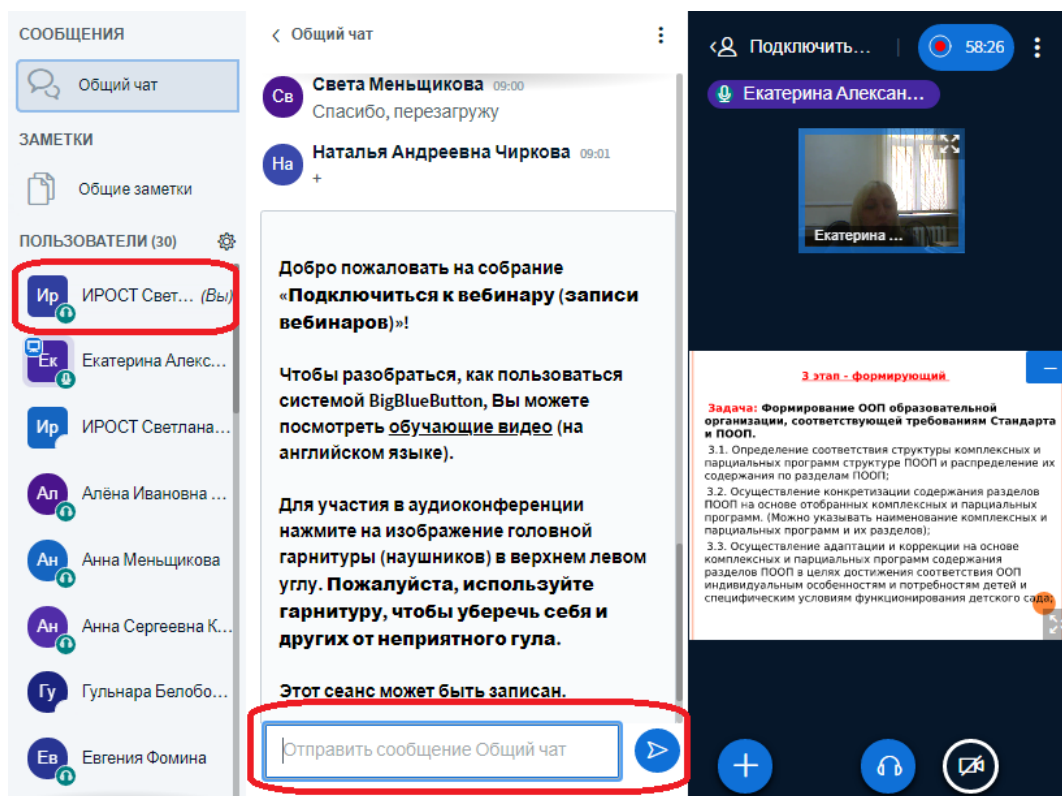 СООБЩЕНИЯ
Общий чат
ЗАМЕТКИ
Общие заметки
ПОЛЬЗОВАТЕЛИ (30)
Ир
ИРОСТ Свет... (Вы)
Ек
Екатерина Алекс...
Ир
ИРОСТ Светлана...
Ал
Алёна Ивановна ...
Ан
Анна Меньщикова
Ан
Анна Сергеевна К...
Гу
Гульнара Белобо...
Ев
Евгения Фомина
Общий чат
Св
Света Меньщикова 09:00
Спасибо, перезагружу
На
Наталья Андреевна Чиркова 09:01
+
Добро пожаловать на собрание
«Подключиться к вебинару (записи
вебинаров)»!
Чтобы разобраться, как пользоваться
системой BigBlueButton, Вы можете
посмотреть обучающие видео (на
английском языке).
Для участия в аудиоконференции
нажмите на изображение головной
гарнитуры (наушников) в верхнем левом
углу. Пожалуйста, используйте
гарнитуру, чтобы уберечь себя и
других от неприятного гула.
Этот сеанс может быть записан.
Отправить сообщение Общий чат
Подключить...
58:26
Екатерина Алексан...
Екатерина ...
3 этап - формирующий
Задача: Формирование ООП образовательной
организации, соответствующей требованиям Стандарта
и ПООП.
3.1. Определение соответствия структуры комплексных и
парциальных программ структуре ПООП и распределение их
содержания по разделам ПООП;
3.2. Осуществление конкретизации содержания разделов
ПООП на основе отобранных комплексных и парциальных
программ. (Можно указывать наименование комплексных и
парциальных программ и их разделов);
3.3. Осуществление адаптации и коррекции на основе
комплексных и парциальных программ содержания
разделов ПООП в целях достижения соответствия ООП
индивидуальным особенностям и потребностям детей и
специфическим условиям функционирования детского сада;